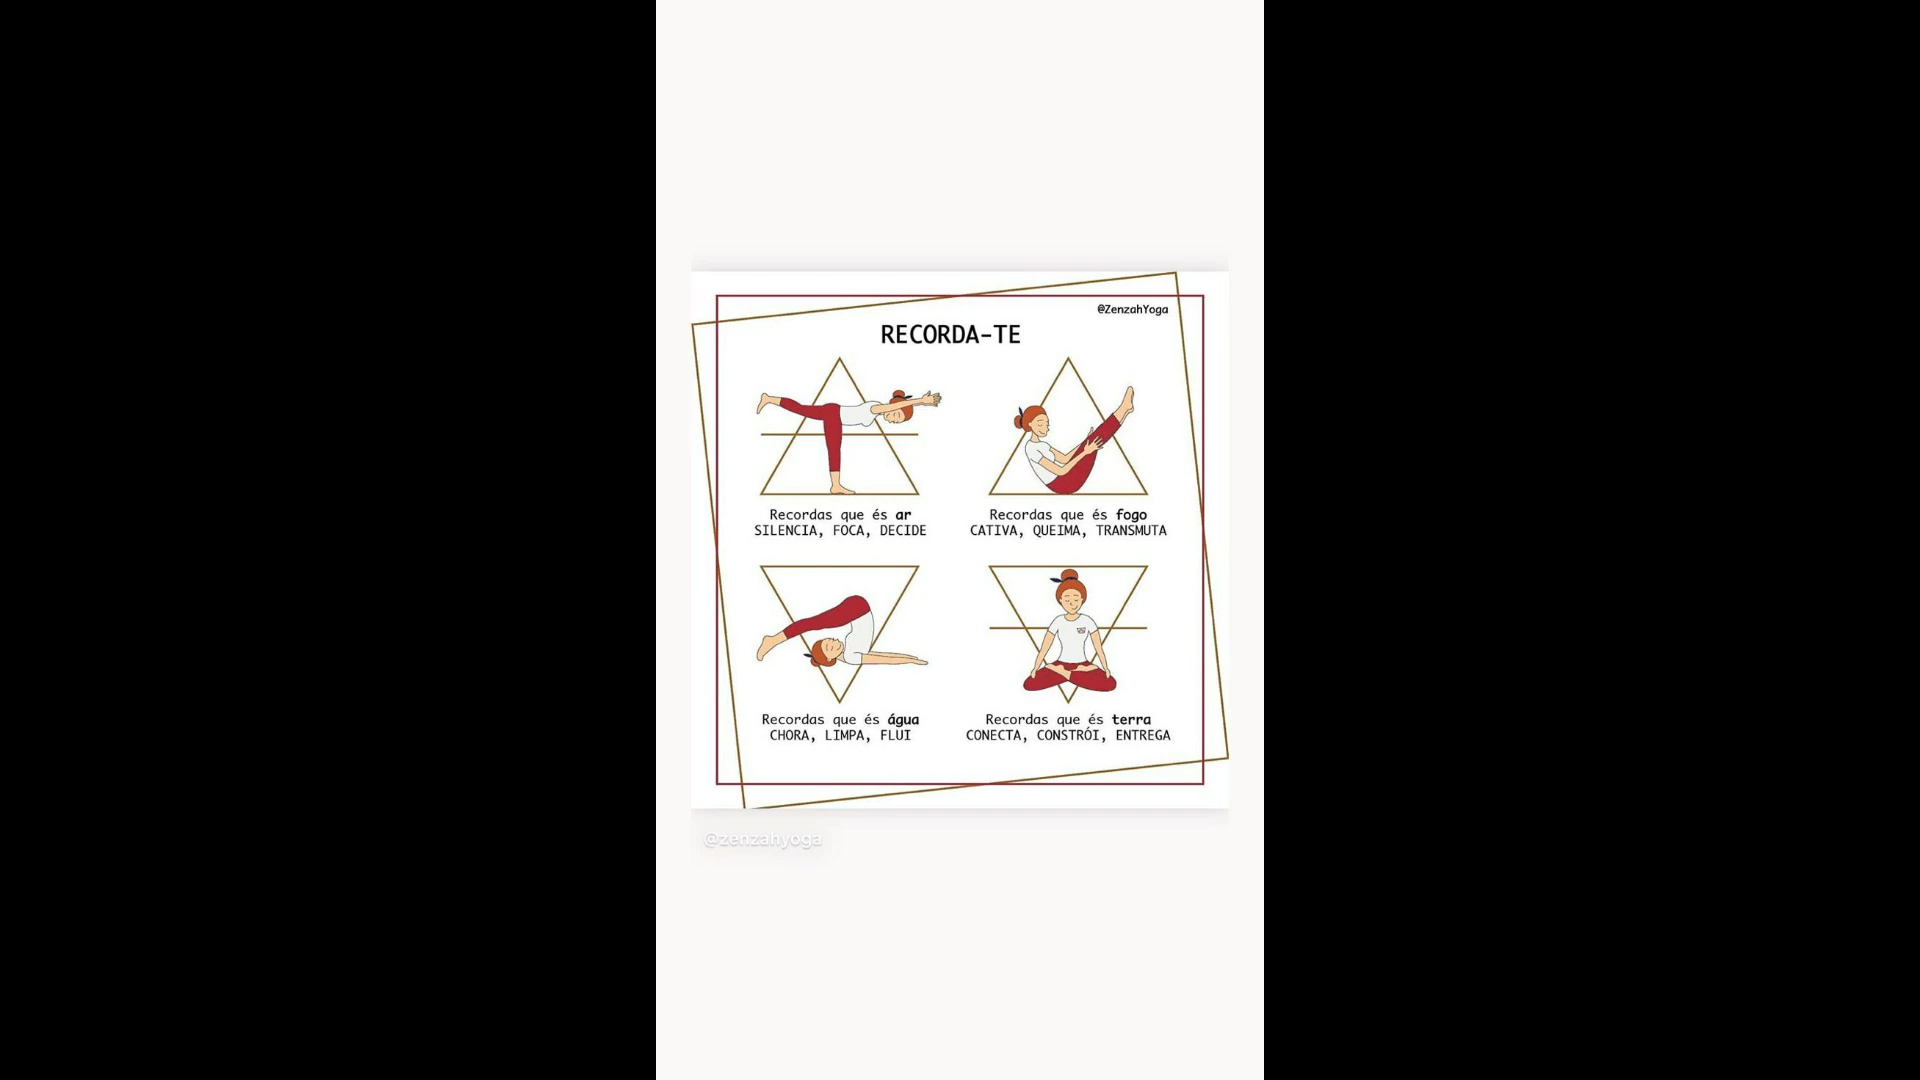 @ZenzahYoga
RECORDA-TE
Recordas que és ar
SILENCIA, FOCA, DECIDE
Recordas que és fogo
CATIVA, QUEIMA, TRANSMUTA
Recordas que és água
CHORA, LIMPA, FLUI
Recordas que és terra
CONECTA, CONSTRÓI, ENTREGA
@zenzahyoga